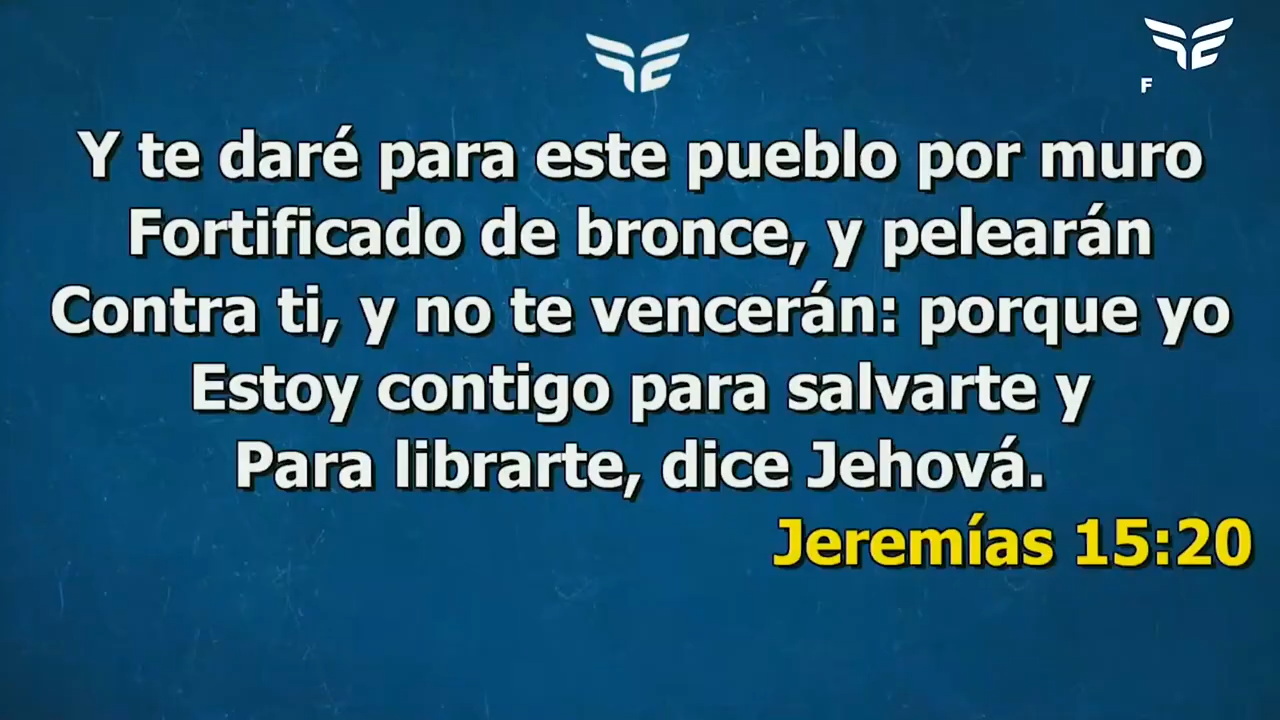 F
Y te daré para este pueblo por muro
Fortificado de bronce, y pelearán
Contra ti, y no te vencerán: porque yo
Estoy contigo para salvarte y
Para librarte, dice Jehová.
Jeremías 15:20